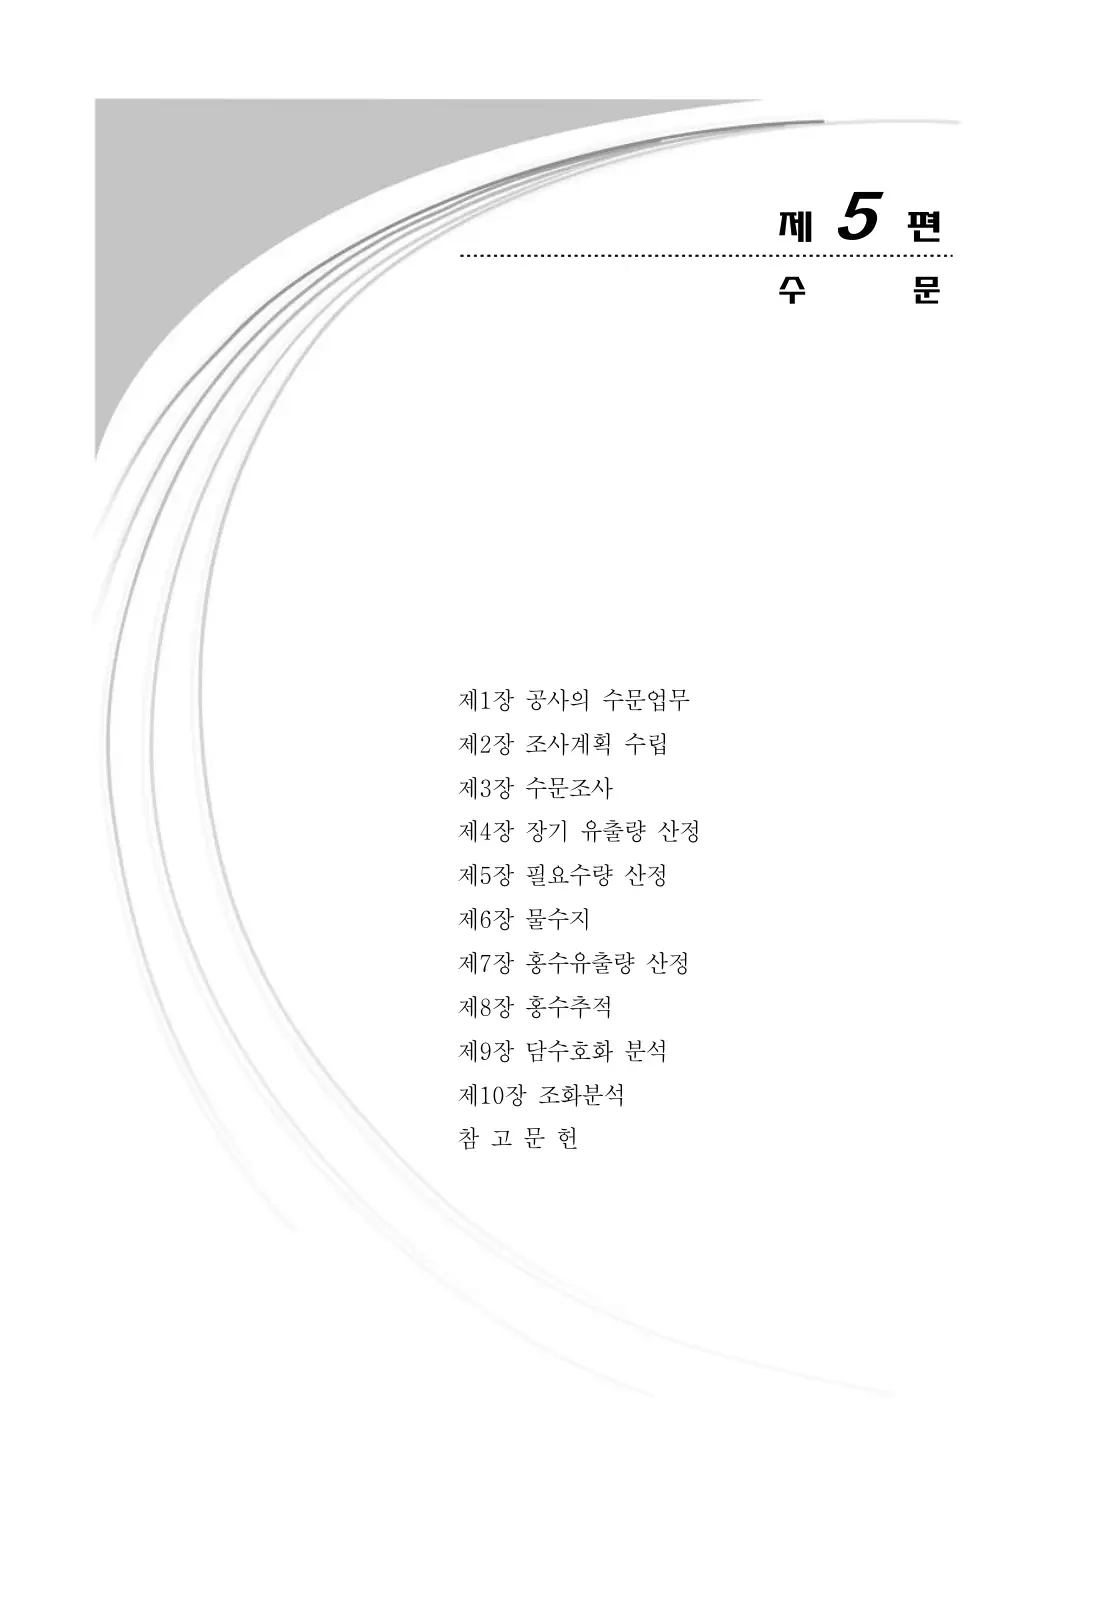 제 5 편
수 문
제1장 공사의 수문업무
제2장 조사계획 수립
제3장 수문조사
제4장 장기 유출량 산정
제5장 필요수량 산정
제6장 물수지
제7장 홍수유출량 산정
제8장 홍수추적
제9장 담수호화 분석
제10장 조화분석
참 고 문 헌